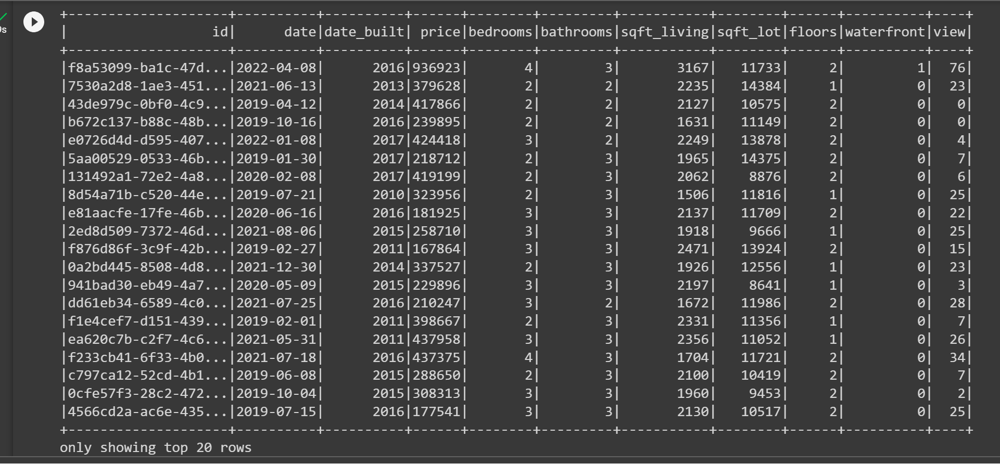 +--------------------+----------+----------+------+--------+---------+-----------+--------+------+----------+----+
|                  id|      date|date_built| price|bedrooms|bathrooms|sqft_living|sqft_lot|floors|waterfront|view|
+--------------------+----------+----------+------+--------+---------+-----------+--------+------+----------+----+
|f8a53099-ba1c-47d...|2022-04-08|      2016|936923|       4|        3|       3167|   11733|     2|         1|  76|
|7530a2d8-1ae3-451...|2021-06-13|      2013|379628|       2|        2|       2235|   14384|     1|         0|  23|
|43de979c-0bf0-4c9...|2019-04-12|      2014|417866|       2|        2|       2127|   10575|     2|         0|   0|
|b672c137-b88c-48b...|2019-10-16|      2016|239895|       2|        2|       1631|   11149|     2|         0|   0|
|e0726d4d-d595-407...|2022-01-08|      2017|424418|       3|        2|       2249|   13878|     2|         0|   4|
|5aa00529-0533-46b...|2019-01-30|      2017|218712|       2|        3|       1965|   14375|     2|         0|   7|
|131492a1-72e2-4a8...|2020-02-08|      2017|419199|       2|        3|       2062|    8876|     2|         0|   6|
|8d54a71b-c520-44e...|2019-07-21|      2010|323956|       2|        3|       1506|   11816|     1|         0|  25|
|e81aacfe-17fe-46b...|2020-06-16|      2016|181925|       3|        3|       2137|   11709|     2|         0|  22|
|2ed8d509-7372-46d...|2021-08-06|      2015|258710|       3|        3|       1918|    9666|     1|         0|  25|
|f876d86f-3c9f-42b...|2019-02-27|      2011|167864|       3|        3|       2471|   13924|     2|         0|  15|
|0a2bd445-8508-4d8...|2021-12-30|      2014|337527|       2|        3|       1926|   12556|     1|         0|  23|
|941bad30-eb49-4a7...|2020-05-09|      2015|229896|       3|        3|       2197|    8641|     1|         0|   3|
|dd61eb34-6589-4c0...|2021-07-25|      2016|210247|       3|        2|       1672|   11986|     2|         0|  28|
|f1e4cef7-d151-439...|2019-02-01|      2011|398667|       2|        3|       2331|   11356|     1|         0|   7|
|ea620c7b-c2f7-4c6...|2021-05-31|      2011|437958|       3|        3|       2356|   11052|     1|         0|  26|
|f233cb41-6f33-4b0...|2021-07-18|      2016|437375|       4|        3|       1704|   11721|     2|         0|  34|
|c797ca12-52cd-4b1...|2019-06-08|      2015|288650|       2|        3|       2100|   10419|     2|         0|   7|
|0cfe57f3-28c2-472...|2019-10-04|      2015|308313|       3|        3|       1960|    9453|     2|         0|   2|
|4566cd2a-ac6e-435...|2019-07-15|      2016|177541|       3|        3|       2130|   10517|     2|         0|  25|
+--------------------+----------+----------+------+--------+---------+-----------+--------+------+----------+----+
only showing top 20 rows